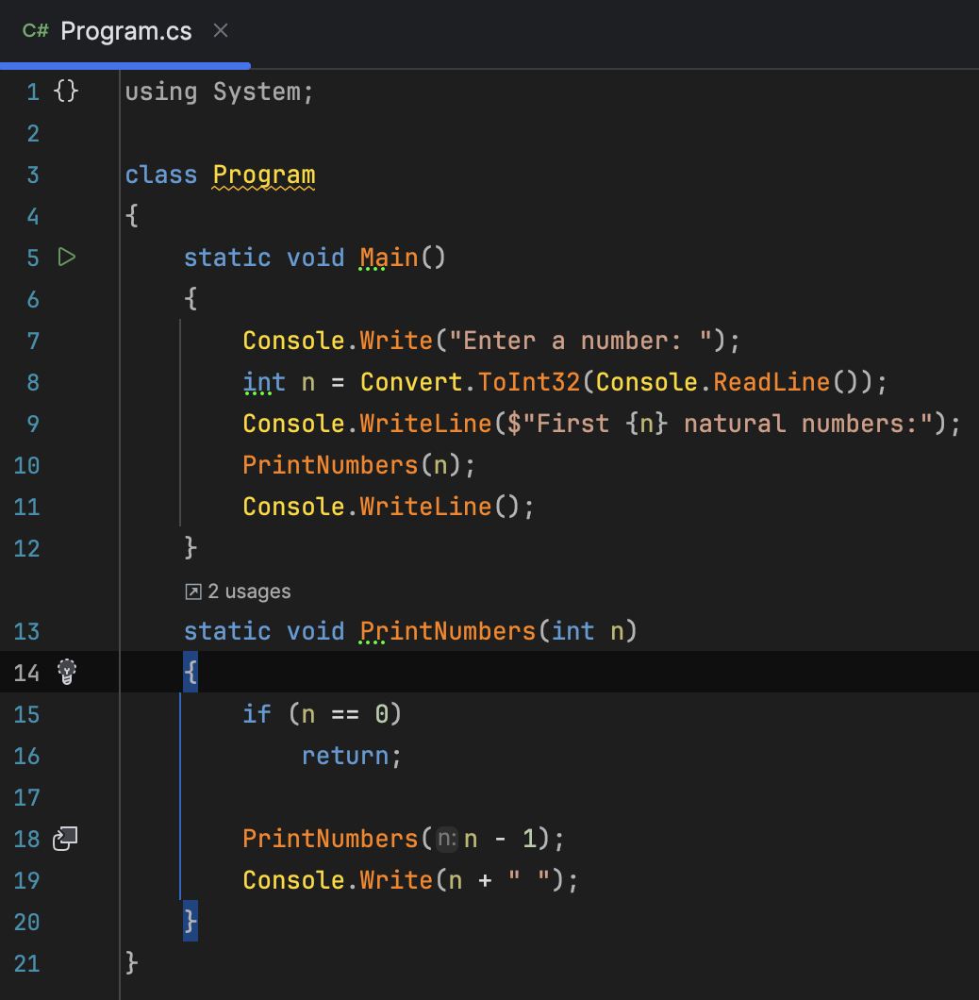 C# Program.cs ×
1 {} using System;
2
3 class Program
4 {
5 static void Main()
6 {
7 Console.Write("Enter a number: ");
8 int n = Convert.ToInt32(Console.ReadLine());
9 Console.WriteLine($"First {n} natural numbers:");
10 PrintNumbers(n);
11 Console.WriteLine();
12 }
2 usages
13 static void PrintNumbers(int n)
14 {
15 if (n == 0)
16 return;
17
18 PrintNumbers(n: n - 1);
19 Console.Write(n + " ");
20 }
21 }